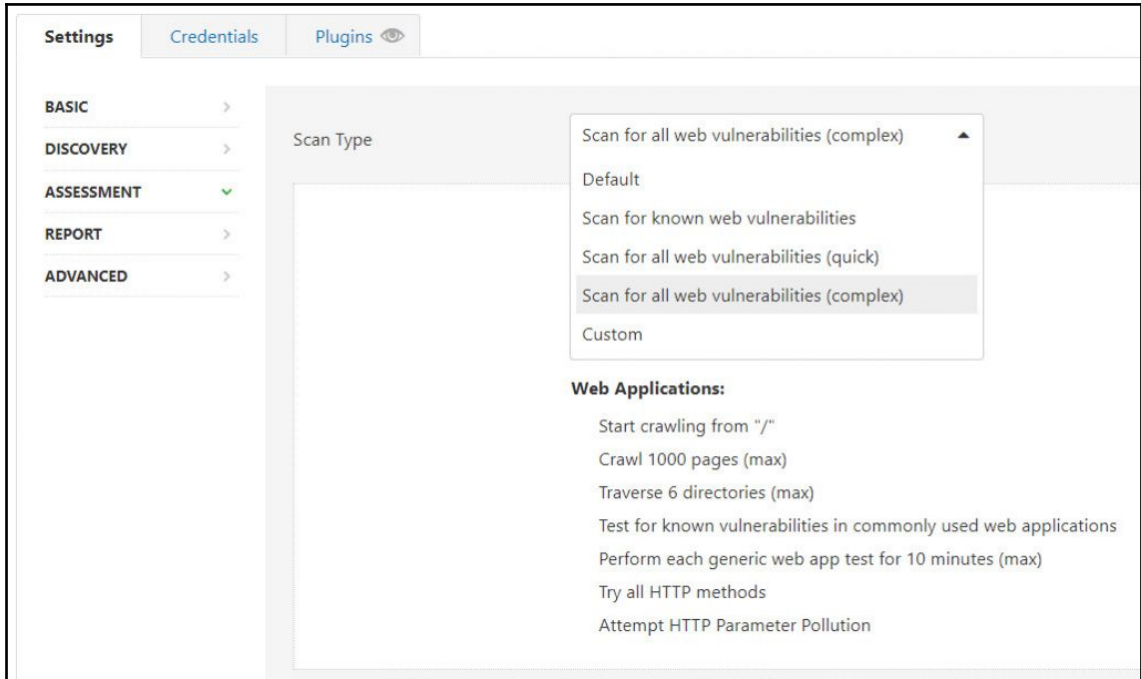 Settings Credentials Plugins
BASIC
DISCOVERY
ASSESSMENT
REPORT
ADVANCED
Scan Type
Scan for all web vulnerabilities (complex)
Default
Scan for known web vulnerabilities
Scan for all web vulnerabilities (quick)
Scan for all web vulnerabilities (complex)
Custom
Web Applications:
Start crawling from "/"
Crawl 1000 pages (max)
Traverse 6 directories (max)
Test for known vulnerabilities in commonly used web applications
Perform each generic web app test for 10 minutes (max)
Try all HTTP methods
Attempt HTTP Parameter Pollution